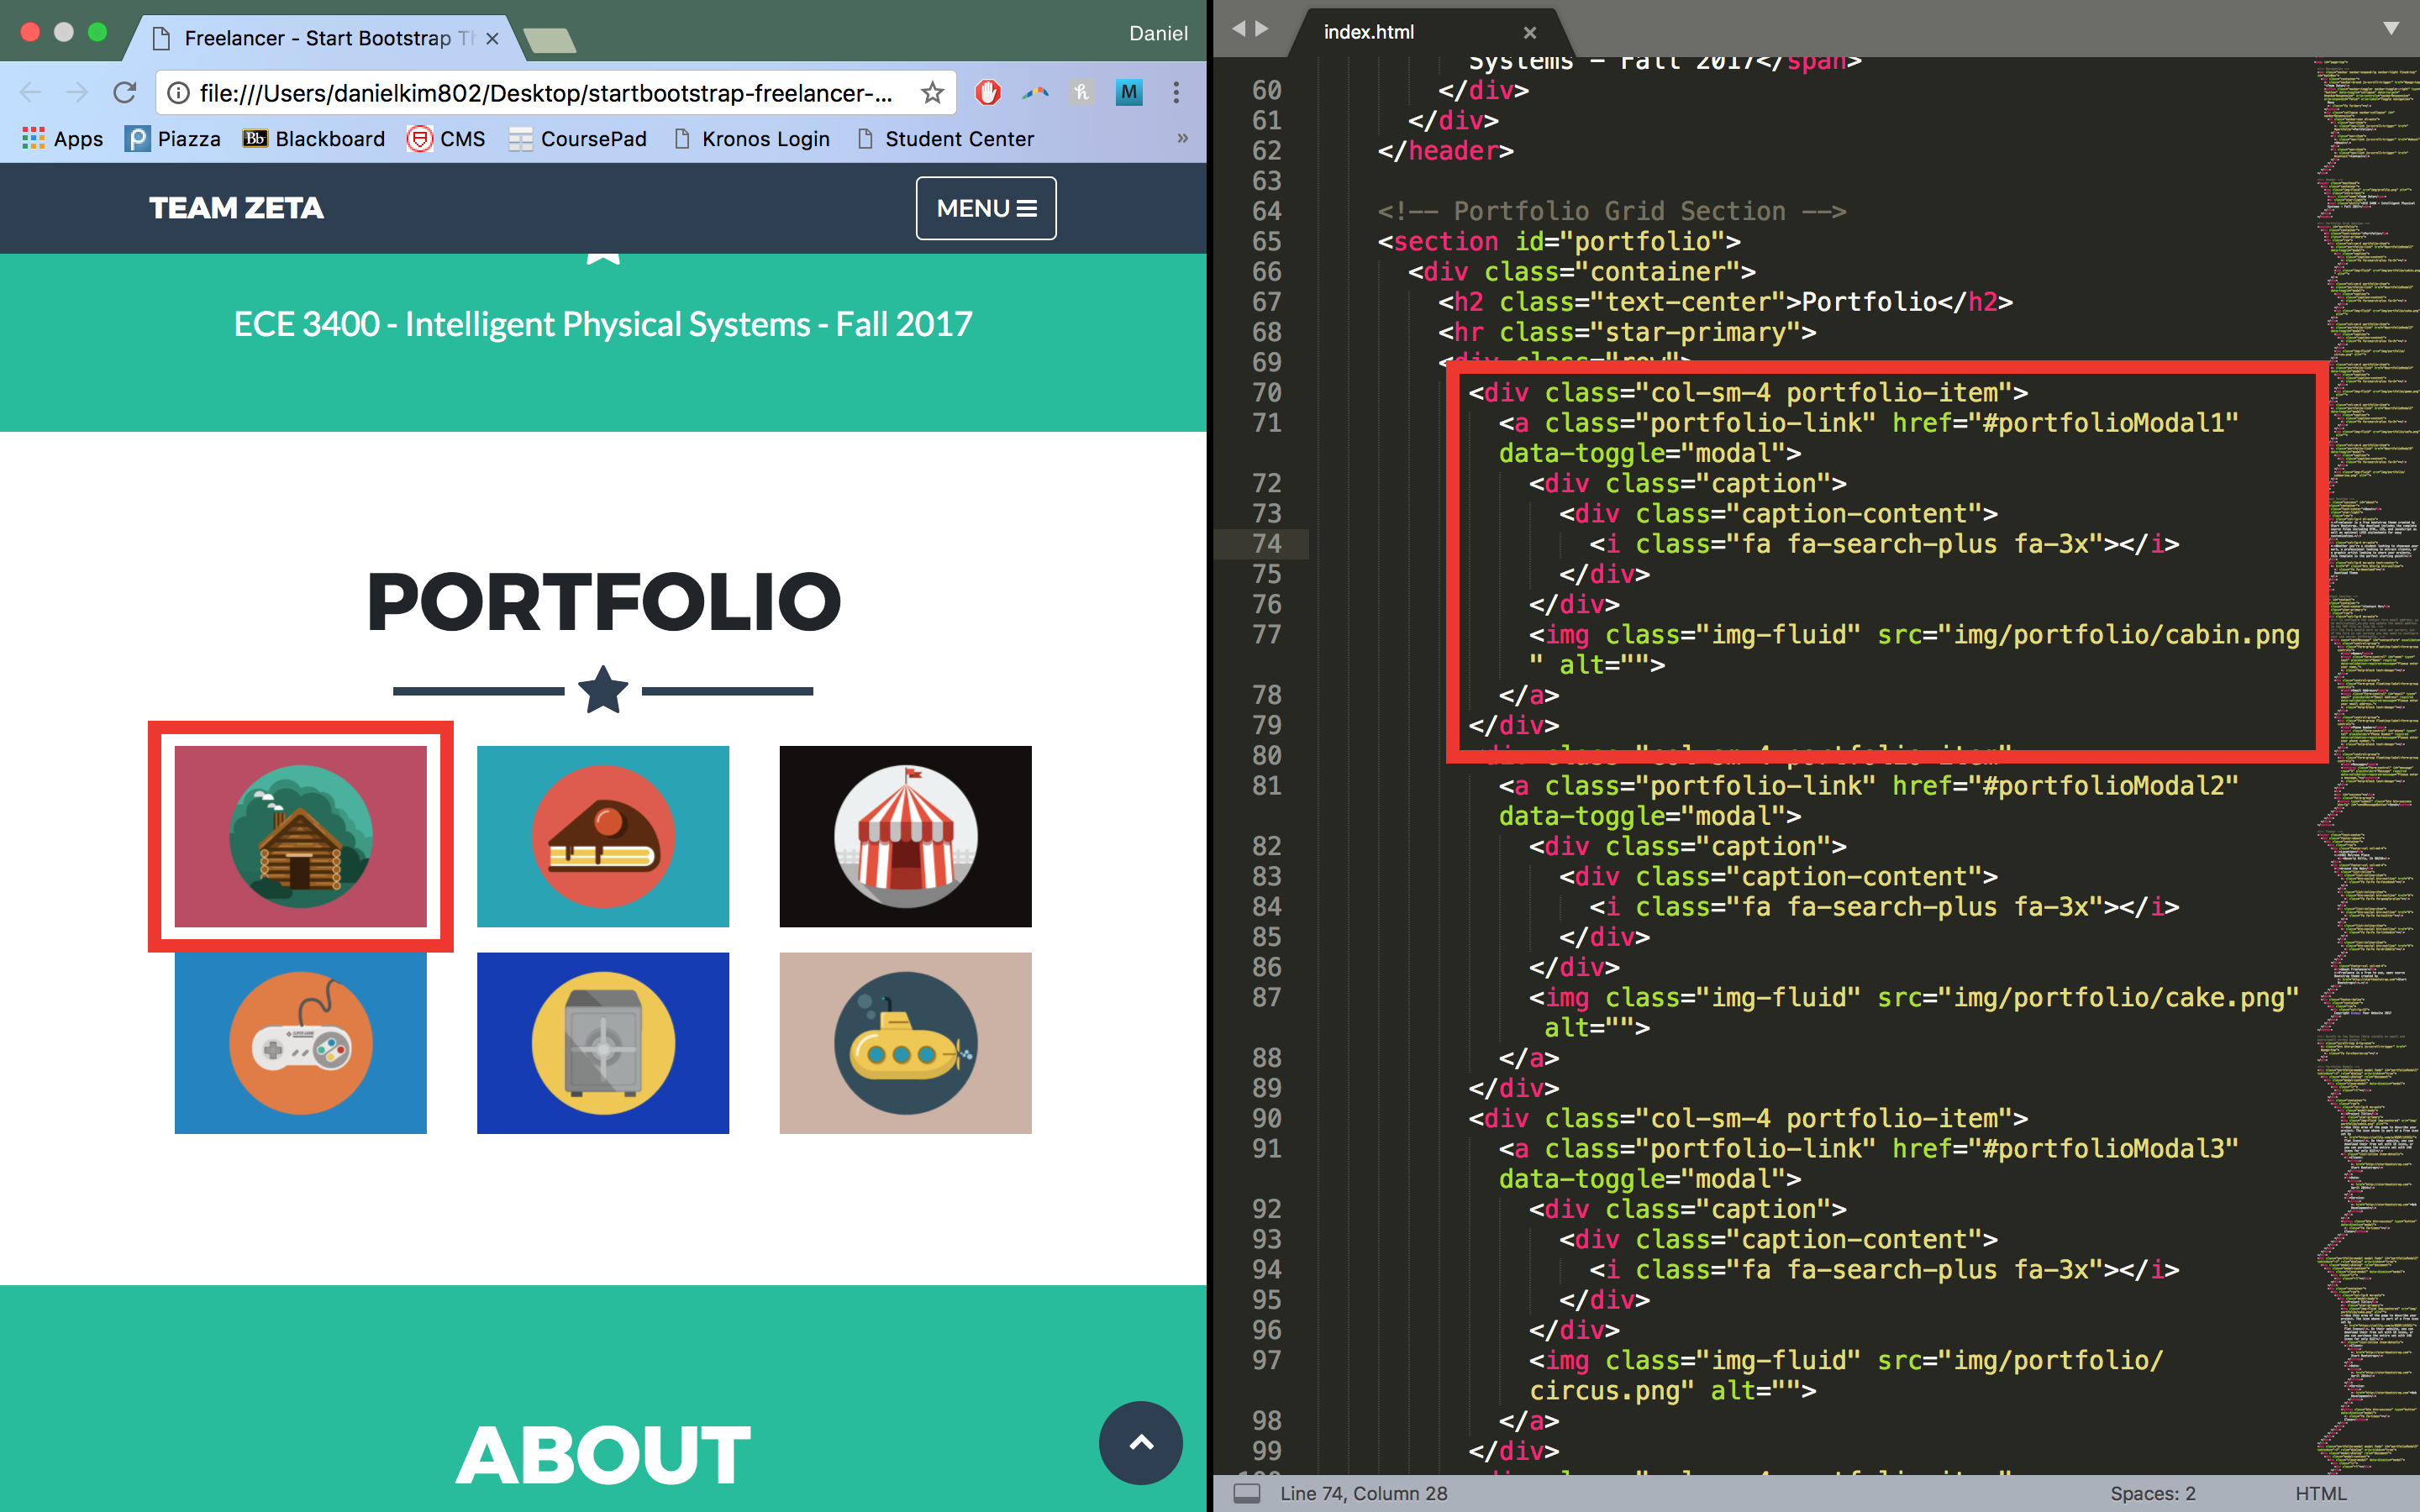 Freelancer - Start Bootstrap Th
Daniel
file:///Users/danielkim802/Desktop/startbootstrap-freelancer-...
Apps Piazza Bb Blackboard CMS CoursePad Kronos Login Student Center »
TEAM ZETA
MENU
ECE 3400 - Intelligent Physical Systems - Fall 2017
PORTFOLIO
ABOUT
index.html
Systems - Fall 2017</span>
60 </div>
61 </div>
62 </header>
63
64 <!-- Portfolio Grid Section -->
65 <section id="portfolio">
66 <div class="container">
67 <h2 class="text-center">Portfolio</h2>
68 <hr class="star-primary">
69 <div class="row">
70 <div class="col-sm-4 portfolio-item">
71 <a class="portfolio-link" href="#portfolioModal1"
data-toggle="modal">
72 <div class="caption">
73 <div class="caption-content">
74 <i class="fa fa-search-plus fa-3x"></i>
75 </div>
76 </div>
77 <img class="img-fluid" src="img/portfolio/cabin.png
" alt="">
78 </a>
79 </div>
80 <div class="col-sm-4 portfolio-item">
81 <a class="portfolio-link" href="#portfolioModal2"
data-toggle="modal">
82 <div class="caption">
83 <div class="caption-content">
84 <i class="fa fa-search-plus fa-3x"></i>
85 </div>
86 </div>
87 <img class="img-fluid" src="img/portfolio/cake.png"
alt="">
88 </a>
89 </div>
90 <div class="col-sm-4 portfolio-item">
91 <a class="portfolio-link" href="#portfolioModal3"
data-toggle="modal">
92 <div class="caption">
93 <div class="caption-content">
94 <i class="fa fa-search-plus fa-3x"></i>
95 </div>
96 </div>
97 <img class="img-fluid" src="img/portfolio/
circus.png" alt="">
98 </a>
99 </div>
Line 74, Column 28
Spaces: 2
HTML